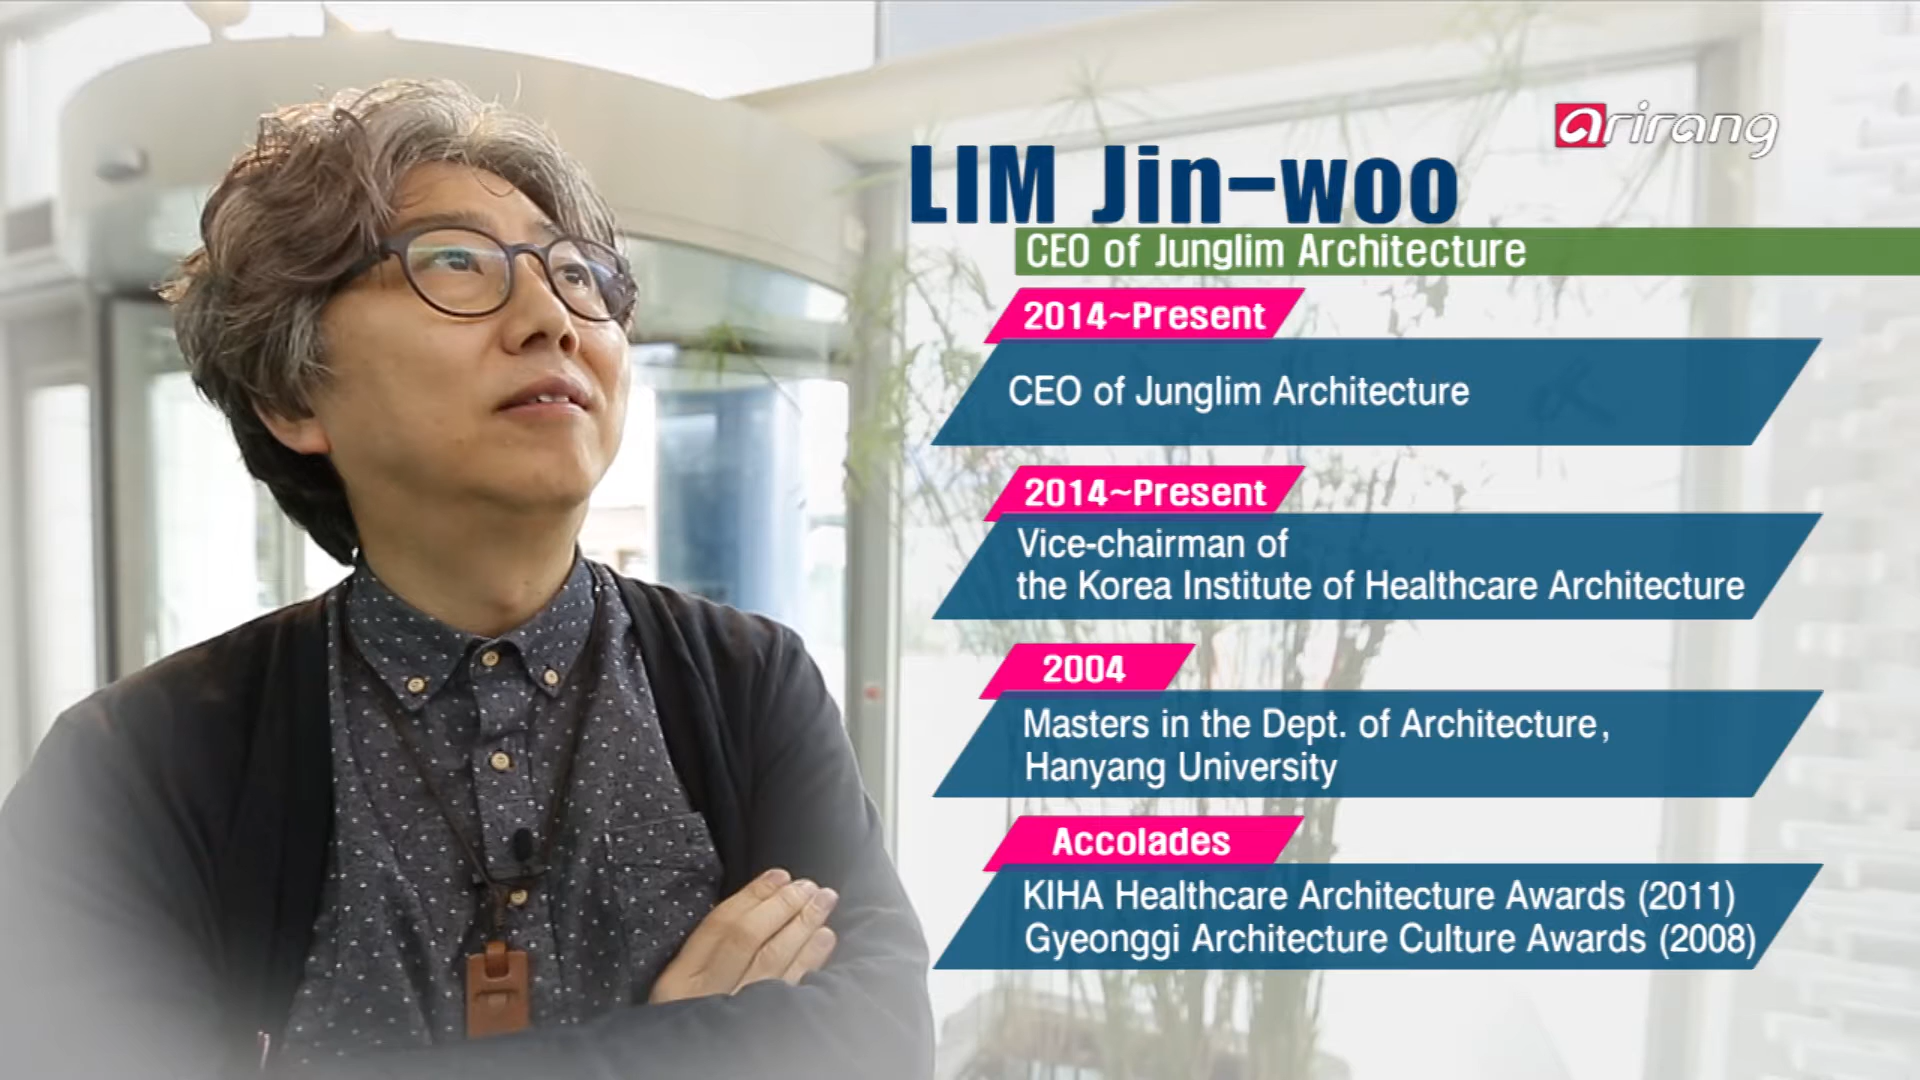 arirang
LIM Jin-woo
CEO of Junglim Architecture
2014~Present
CEO of Junglim Architecture
2014~Present
Vice-chairman of
the Korea Institute of Healthcare Architecture
2004
Masters in the Dept. of Architecture,
Hanyang University
Accolades
KIHA Healthcare Architecture Awards (2011)
Gyeonggi Architecture Culture Awards (2008)